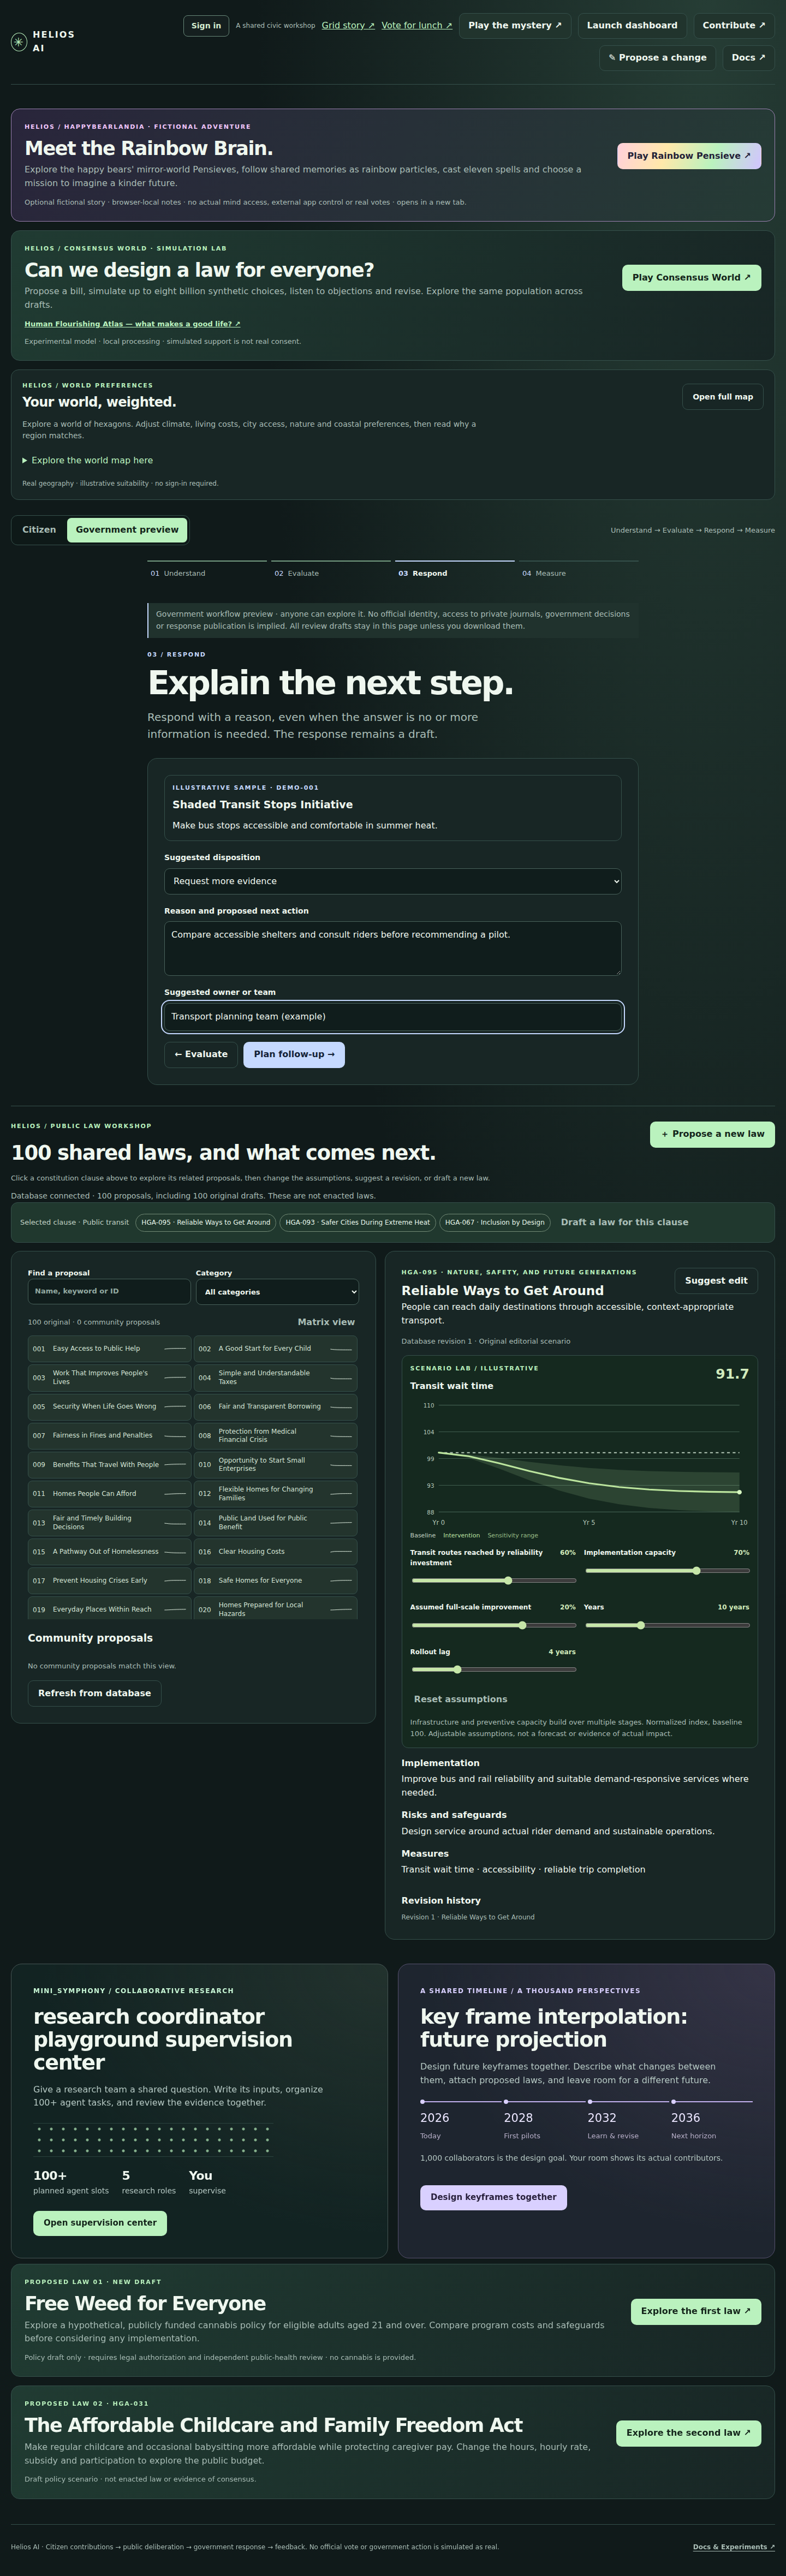 HELIOS
AI
Sign in
A shared civic workshop
Grid story ↗
Vote for lunch ↗
Play the mystery ↗
Launch dashboard
Contribute ↗
✎ Propose a change
Docs ↗
HELIOS / HAPPYBEARLANDIA · FICTIONAL ADVENTURE
Meet the Rainbow Brain.
Explore the happy bears' mirror-world Pensieves, follow shared memories as rainbow particles, cast eleven spells and choose a
mission to imagine a kinder future.
Optional fictional story · browser-local notes · no actual mind access, external app control or real votes · opens in a new tab.
Play Rainbow Pensieve ↗
HELIOS / CONSENSUS WORLD · SIMULATION LAB
Can we design a law for everyone?
Propose a bill, simulate up to eight billion synthetic choices, listen to objections and revise. Explore the same population across
drafts.
Human Flourishing Atlas — what makes a good life? ↗
Experimental model · local processing · simulated support is not real consent.
Play Consensus World ↗
HELIOS / WORLD PREFERENCES
Your world, weighted.
Explore a world of hexagons. Adjust climate, living costs, city access, nature and coastal preferences, then read why a
region matches.
▶ Explore the world map here
Real geography · illustrative suitability · no sign-in required.
Open full map
Citizen
Government preview
Understand → Evaluate → Respond → Measure
01 Understand
02 Evaluate
03 Respond
04 Measure
Government workflow preview · anyone can explore it. No official identity, access to private journals, government decisions
or response publication is implied. All review drafts stay in this page unless you download them.
03 / RESPOND
Explain the next step.
Respond with a reason, even when the answer is no or more
information is needed. The response remains a draft.
ILLUSTRATIVE SAMPLE · DEMO-001
Shaded Transit Stops Initiative
Make bus stops accessible and comfortable in summer heat.
Suggested disposition
Request more evidence
Reason and proposed next action
Compare accessible shelters and consult riders before recommending a pilot.
Suggested owner or team
Transport planning team (example)
← Evaluate
Plan follow-up →
HELIOS / PUBLIC LAW WORKSHOP
100 shared laws, and what comes next.
Click a constitution clause above to explore its related proposals, then change the assumptions, suggest a revision, or draft a new law.
+ Propose a new law
Database connected · 100 proposals, including 100 original drafts. These are not enacted laws.
Selected clause · Public transit
HGA-095 · Reliable Ways to Get Around
HGA-093 · Safer Cities During Extreme Heat
HGA-067 · Inclusion by Design
Draft a law for this clause
Find a proposal
Category
Name, keyword or ID
All categories
100 original · 0 community proposals
Matrix view
001 Easy Access to Public Help
002 A Good Start for Every Child
003 Work That Improves People's Lives
004 Simple and Understandable Taxes
005 Security When Life Goes Wrong
006 Fair and Transparent Borrowing
007 Fairness in Fines and Penalties
008 Protection from Medical Financial Crisis
009 Benefits That Travel With People
010 Opportunity to Start Small Enterprises
011 Homes People Can Afford
012 Flexible Homes for Changing Families
013 Fair and Timely Building Decisions
014 Public Land Used for Public Benefit
015 A Pathway Out of Homelessness
016 Clear Housing Costs
017 Prevent Housing Crises Early
018 Safe Homes for Everyone
019 Everyday Places Within Reach
020 Homes Prepared for Local Hazards
Community proposals
No community proposals match this view.
Refresh from database
HGA-095 · NATURE, SAFETY, AND FUTURE GENERATIONS
Reliable Ways to Get Around
Suggest edit
People can reach daily destinations through accessible, context-appropriate
transport.
Database revision 1 · Original editorial scenario
SCENARIO LAB / ILLUSTRATIVE
Transit wait time
91.7
110
104
99
93
88
Yr 0
Yr 5
Yr 10
Baseline
Intervention
Sensitivity range
Transit routes reached by reliability investment 60%
Implementation capacity 70%
Assumed full-scale improvement 20%
Years 10 years
Rollout lag 4 years
Reset assumptions
Infrastructure and preventive capacity build over multiple stages. Normalized index, baseline
100. Adjustable assumptions, not a forecast or evidence of actual impact.
Implementation
Improve bus and rail reliability and suitable demand-responsive services where
needed.
Risks and safeguards
Design service around actual rider demand and sustainable operations.
Measures
Transit wait time · accessibility · reliable trip completion
Revision history
Revision 1 · Reliable Ways to Get Around
MINI_SYMPHONY / COLLABORATIVE RESEARCH
research coordinator
playground supervision
center
Give a research team a shared question. Write its inputs, organize
100+ agent tasks, and review the evidence together.
100+
planned agent slots
5
research roles
You
supervise
Open supervision center
A SHARED TIMELINE / A THOUSAND PERSPECTIVES
key frame interpolation:
future projection
Design future keyframes together. Describe what changes between
them, attach proposed laws, and leave room for a different future.
2026
Today
2028
First pilots
2032
Learn & revise
2036
Next horizon
1,000 collaborators is the design goal. Your room shows its actual contributors.
Design keyframes together
PROPOSED LAW 01 · NEW DRAFT
Free Weed for Everyone
Explore a hypothetical, publicly funded cannabis policy for eligible adults aged 21 and over. Compare program costs and safeguards
before considering any implementation.
Policy draft only · requires legal authorization and independent public-health review · no cannabis is provided.
Explore the first law ↗
PROPOSED LAW 02 · HGA-031
The Affordable Childcare and Family Freedom Act
Make regular childcare and occasional babysitting more affordable while protecting caregiver pay. Change the hours, hourly rate,
subsidy and participation to explore the public budget.
Draft policy scenario · not enacted law or evidence of consensus.
Explore the second law ↗
Helios AI · Citizen contributions → public deliberation → government response → feedback. No official vote or government action is simulated as real.
Docs & Experiments ↗